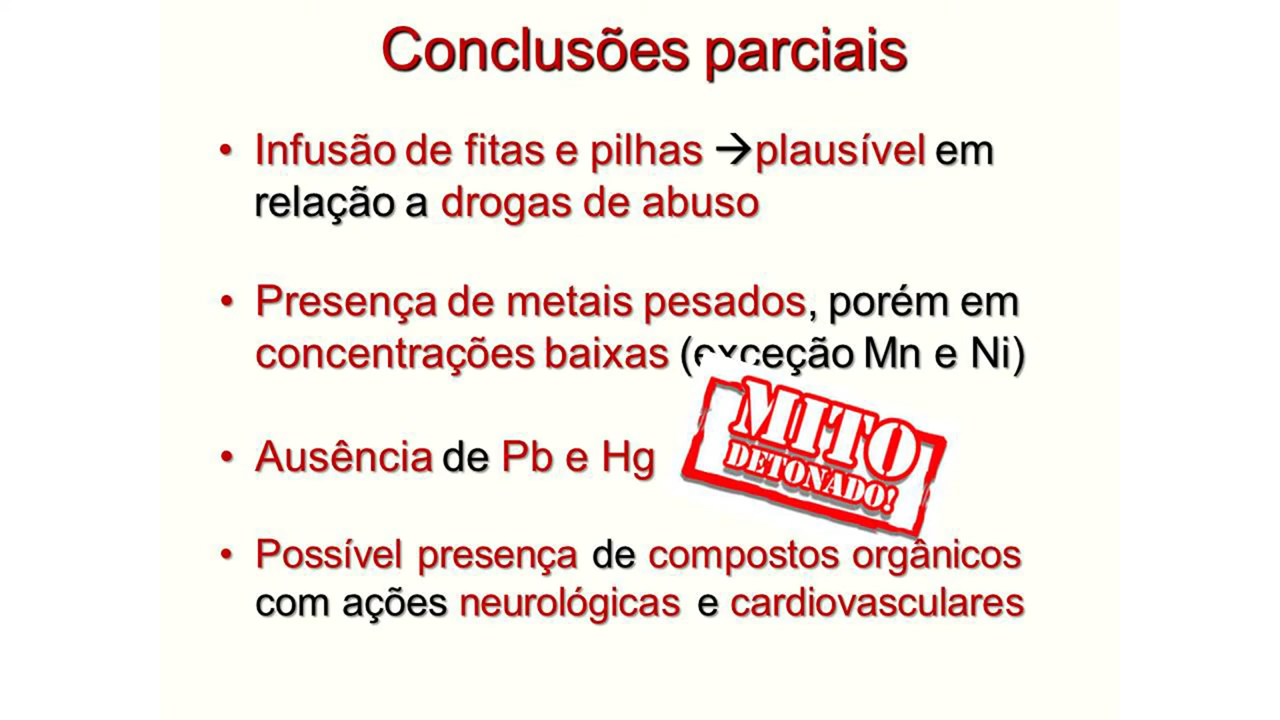 Conclusões parciais
• Infusão de fitas e pilhas →plausível em
relação a drogas de abuso
• Presença de metais pesados, porém em
concentrações baixas (exceção Mn e Ni)
• Ausência de Pb e Hg
MITO
DETONADO!
• Possível presença de compostos orgânicos
com ações neurológicas e cardiovasculares